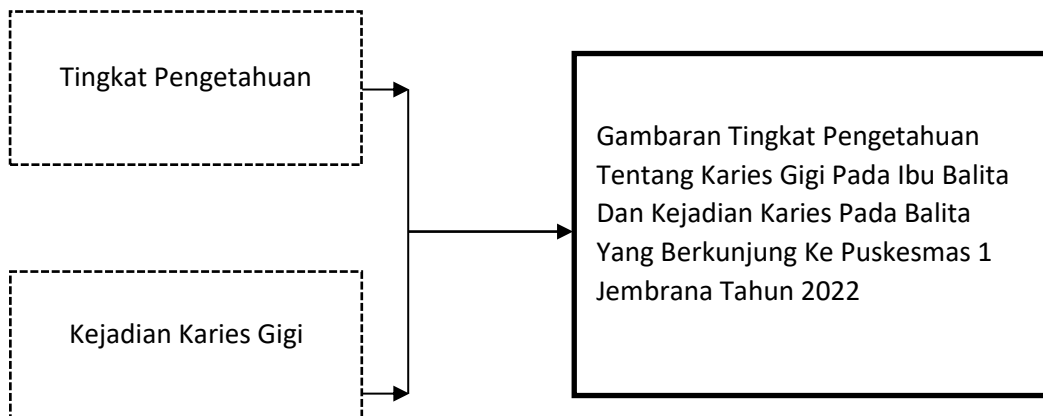 Tingkat Pengetahuan
Gambaran Tingkat Pengetahuan
Tentang Karies Gigi Pada Ibu Balita
Dan Kejadian Karies Pada Balita
Yang Berkunjung Ke Puskesmas 1
Jembrana Tahun 2022
Kejadian Karies Gigi